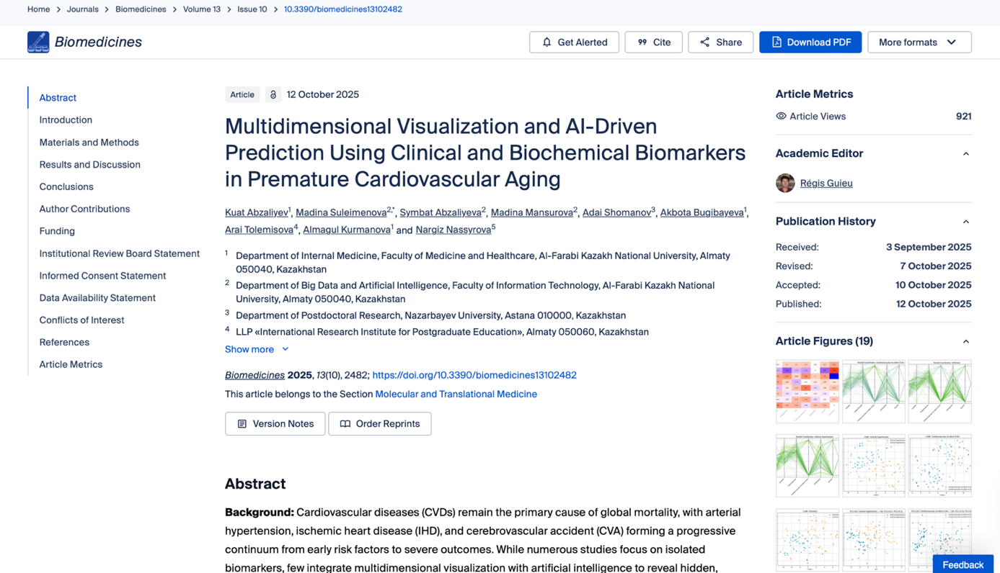 Home > Journals > Biomedicines > Volume 13 > Issue 10 > 10.3390/biomedicines13102482
Biomedicines
Get Alerted
Cite
Share
Download PDF
More formats
Abstract
Introduction
Materials and Methods
Results and Discussion
Conclusions
Author Contributions
Funding
Institutional Review Board Statement
Informed Consent Statement
Data Availability Statement
Conflicts of Interest
References
Article Metrics
Article
12 October 2025
Multidimensional Visualization and AI-Driven
Prediction Using Clinical and Biochemical Biomarkers
in Premature Cardiovascular Aging
Kuat Abzaliyev1, Madina Suleimenova2,*, Symbat Abzaliyeva2, Madina Mansurova2, Adai Shomanov3, Akbota Bugibayeva1,
Arai Tolemisova4, Almagul Kurmanova1 and Nargiz Nassyrova5
1 Department of Internal Medicine, Faculty of Medicine and Healthcare, Al-Farabi Kazakh National University, Almaty
050040, Kazakhstan
2 Department of Big Data and Artificial Intelligence, Faculty of Information Technology, Al-Farabi Kazakh National
University, Almaty 050040, Kazakhstan
3 Department of Postdoctoral Research, Nazarbayev University, Astana 010000, Kazakhstan
4 LLP «International Research Institute for Postgraduate Education», Almaty 050060, Kazakhstan
Show more
Biomedicines 2025, 13(10), 2482; https://doi.org/10.3390/biomedicines13102482
This article belongs to the Section Molecular and Translational Medicine
Version Notes
Order Reprints
Abstract
Background: Cardiovascular diseases (CVDs) remain the primary cause of global mortality, with arterial
hypertension, ischemic heart disease (IHD), and cerebrovascular accident (CVA) forming a progressive
continuum from early risk factors to severe outcomes. While numerous studies focus on isolated
biomarkers, few integrate multidimensional visualization with artificial intelligence to reveal hidden,
Article Metrics
Article Views 921
Academic Editor
Régis Guieu
Publication History
Received: 3 September 2025
Revised: 7 October 2025
Accepted: 10 October 2025
Published: 12 October 2025
Article Figures (19)
Feedback